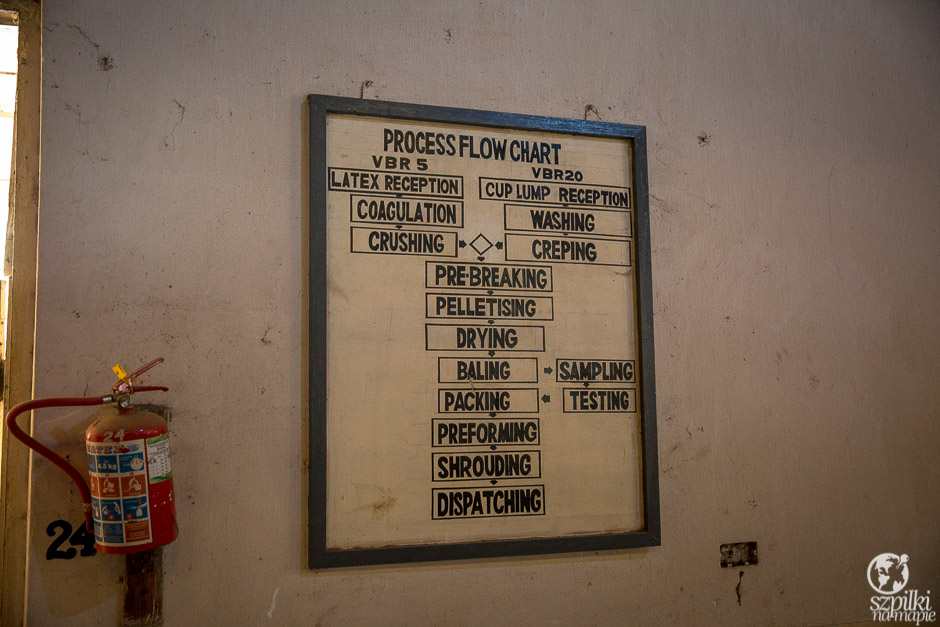 PROCESS FLOW CHART
VBR 5
VBR20
LATEX RECEPTION
CUP LUMP RECEPTION
COAGULATION
WASHING
CRUSHING
CREPING
PRE-BREAKING
PELLETISING
DRYING
BALING
SAMPLING
PACKING
TESTING
PREFORMING
SHROUDING
DISPATCHING
24
24
szpilki
na mapie